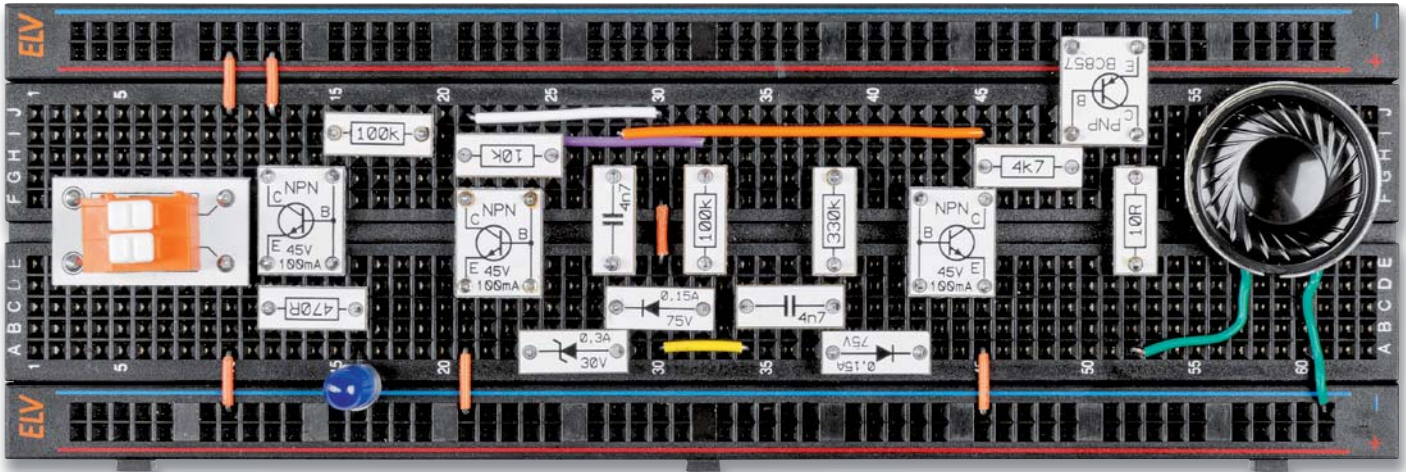 ELV
−
+
1 5 15 20 25 30 35 40 45 55
J
I
H
G
F
J
I
H
G
F
E BC857
B
C
PNP
100k
10k
4k7
NPN
C
B
E
45V
100mA
NPN
C
B
E
45V
100mA
4n7
100k
330k
NPN
C
B
E
45V
100mA
10R
E
D
C
B
A
E
D
C
B
A
470R
0,15A
75V
4n7
0,3A
30V
75V
0,15A
1 5 15 20 30 35 45 50 55 60
ELV
−
+